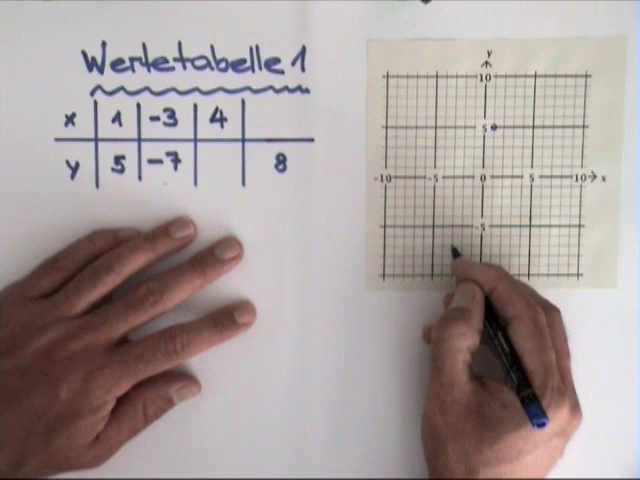 Wertetabelle 1
x 1 -3 4
y 5 -7 8
y
10
5
-10 -5 0 5 10 x
-5